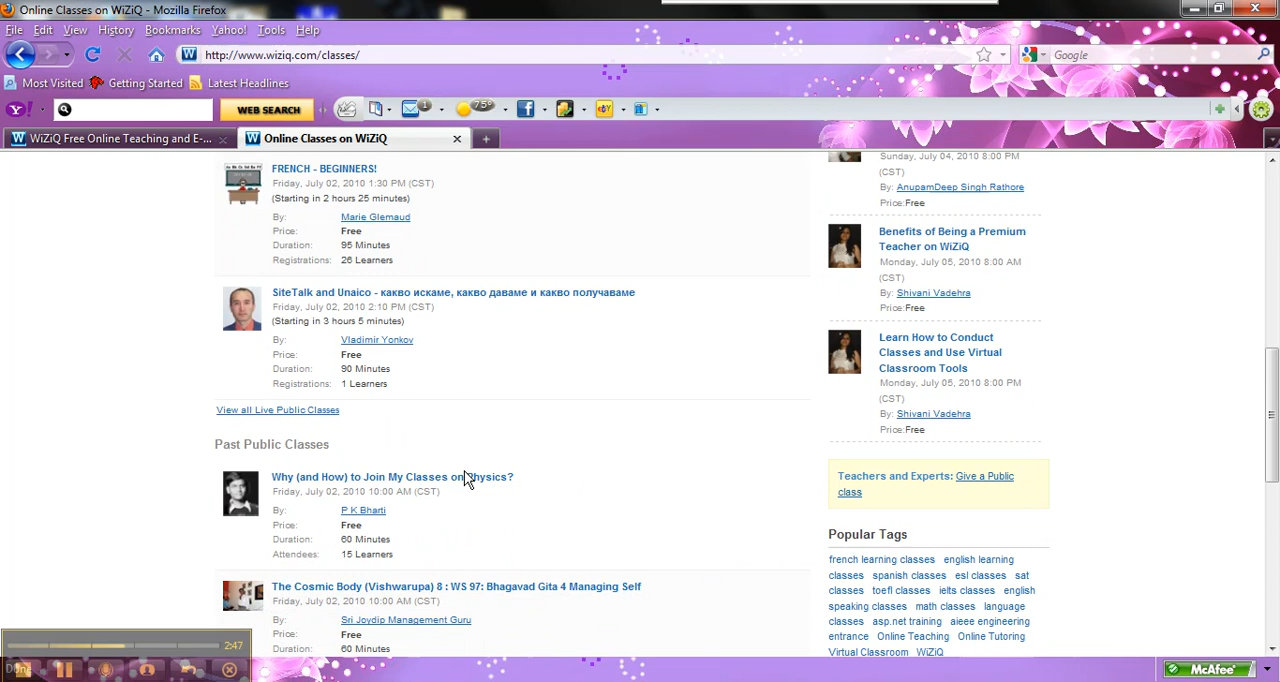 Online Classes on WiZiQ - Mozilla Firefox
File Edit View History Bookmarks Yahoo! Tools Help
http://www.wiziq.com/classes/
Google
Most Visited Getting Started Latest Headlines
WEB SEARCH
1
75°
WiZiQ Free Online Teaching and E-...
Online Classes on WiZiQ
FRENCH - BEGINNERS!
Friday, July 02, 2010 1:30 PM (CST)
(Starting in 2 hours 25 minutes)
By: Marie Glemaud
Price: Free
Duration: 95 Minutes
Registrations: 26 Learners
SiteTalk and Unaico - какво искаме, какво даваме и какво получаваме
Friday, July 02, 2010 2:10 PM (CST)
(Starting in 3 hours 5 minutes)
By: Vladimir Yonkov
Price: Free
Duration: 90 Minutes
Registrations: 1 Learners
View all Live Public Classes
Past Public Classes
Why (and How) to Join My Classes on Physics?
Friday, July 02, 2010 10:00 AM (CST)
By: P K Bharti
Price: Free
Duration: 60 Minutes
Attendees: 15 Learners
The Cosmic Body (Vishwarupa) 8 : WS 97: Bhagavad Gita 4 Managing Self
Friday, July 02, 2010 10:00 AM (CST)
By: Sri Joydip Management Guru
Price: Free
Duration: 60 Minutes
Sunday, July 04, 2010 8:00 PM
(CST)
By: AnupamDeep Singh Rathore
Price:Free
Benefits of Being a Premium
Teacher on WiZiQ
Monday, July 05, 2010 8:00 AM
(CST)
By: Shivani Vadehra
Price:Free
Learn How to Conduct
Classes and Use Virtual
Classroom Tools
Monday, July 05, 2010 8:00 PM
(CST)
By: Shivani Vadehra
Price:Free
Teachers and Experts: Give a Public
class
Popular Tags
french learning classes english learning
classes spanish classes esl classes sat
classes toefl classes ielts classes english
speaking classes math classes language
classes asp.net training aieee engineering
entrance Online Teaching Online Tutoring
Virtual Classroom WiZiQ
2:47
Done
McAfee